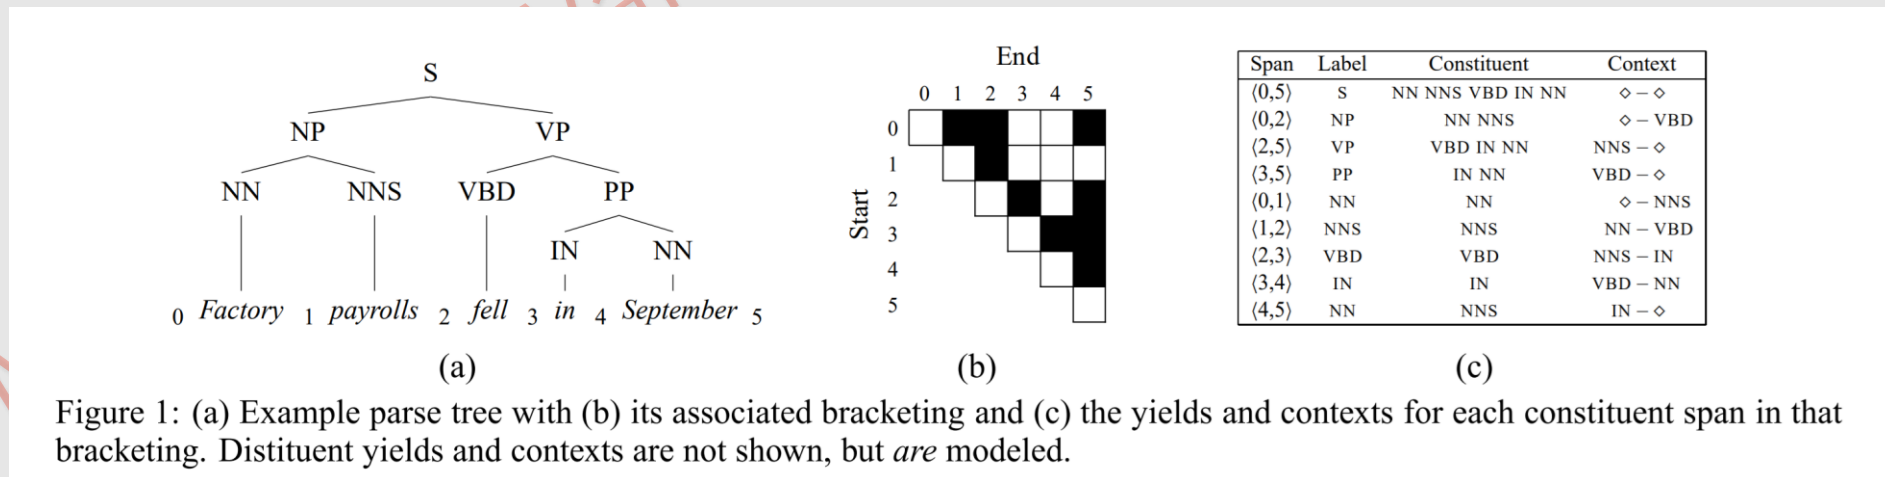 S
NP VP
NN NNS VBD PP
IN NN
0 Factory 1 payrolls 2 fell 3 in 4 September 5
(a)
End
0 1 2 3 4 5
Start
0
1
2
3
4
5
(b)
Span Label Constituent Context
⟨0,5⟩ S NN NNS VBD IN NN ⋄ – ⋄
⟨0,2⟩ NP NN NNS ⋄ – VBD
⟨2,5⟩ VP VBD IN NN NNS – ⋄
⟨3,5⟩ PP IN NN VBD – ⋄
⟨0,1⟩ NN NN ⋄ – NNS
⟨1,2⟩ NNS NNS NN – VBD
⟨2,3⟩ VBD VBD NNS – IN
⟨3,4⟩ IN IN VBD – NN
⟨4,5⟩ NN NNS IN – ⋄
(c)
Figure 1: (a) Example parse tree with (b) its associated bracketing and (c) the yields and contexts for each constituent span in that
bracketing. Distituent yields and contexts are not shown, but are modeled.